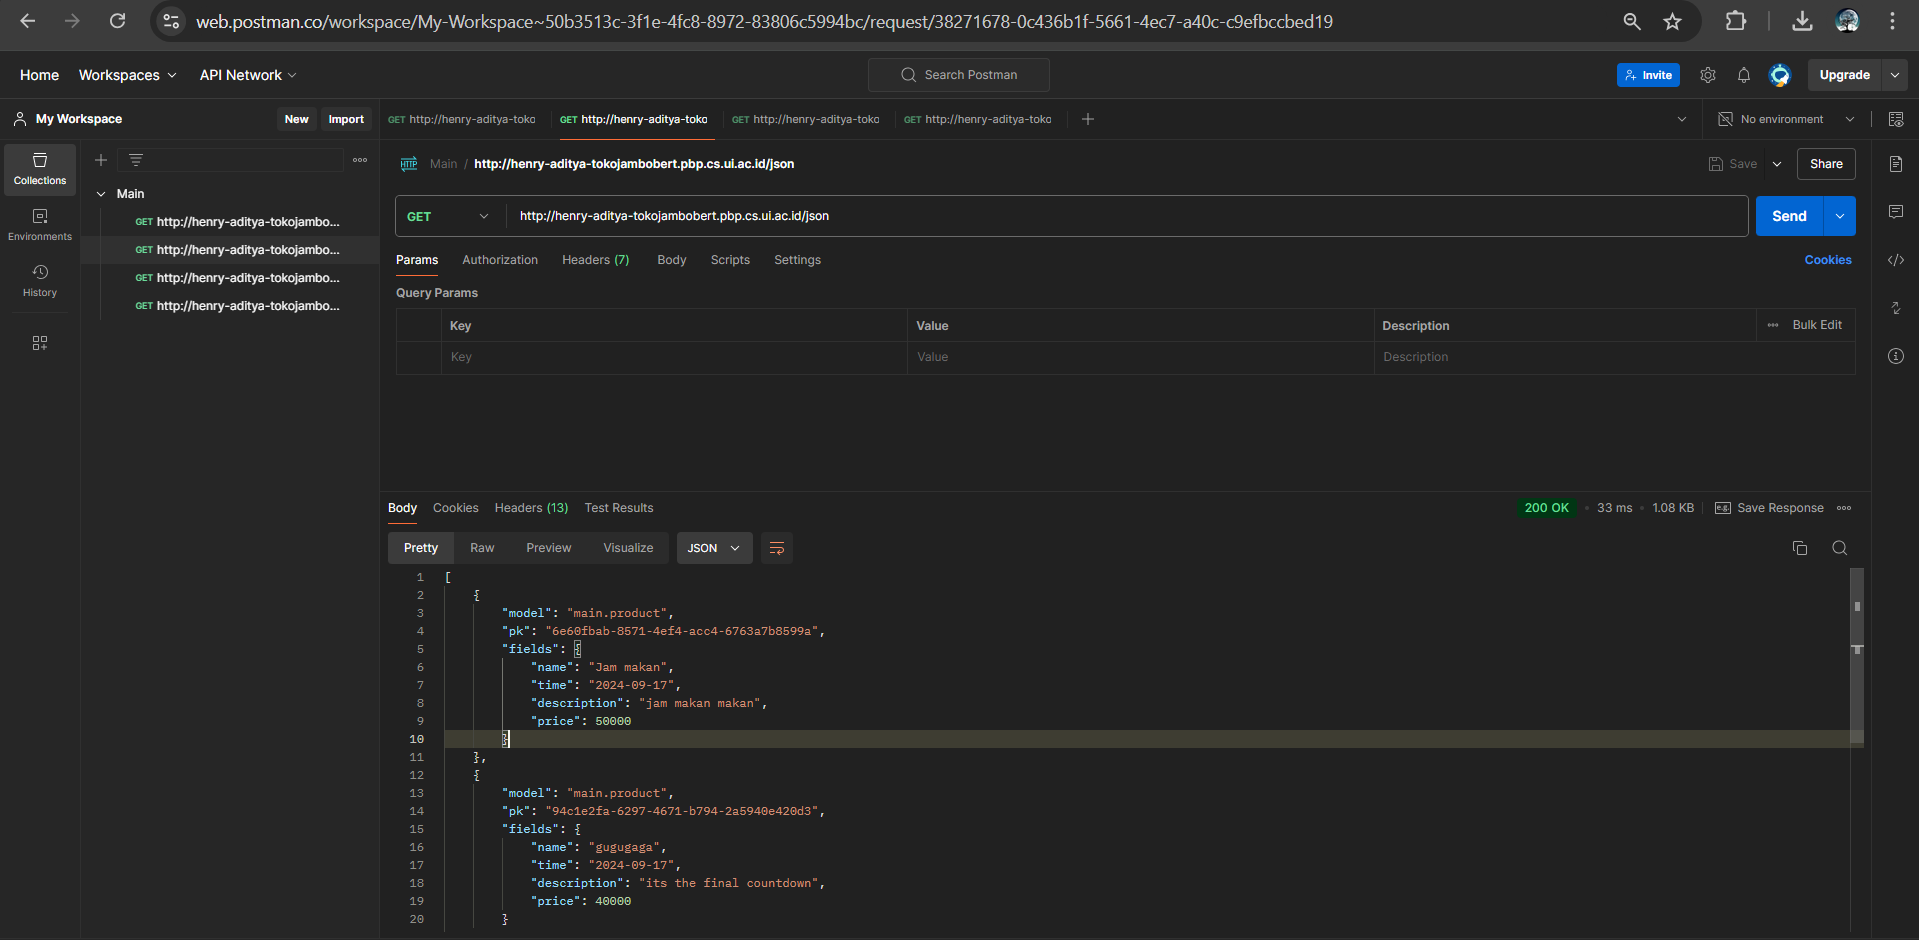 web.postman.co/workspace/My-Workspace~50b3513c-3f1e-4fc8-8972-83806c5994bc/request/38271678-0c436b1f-5661-4ec7-a40c-c9efbccbed19
Home Workspaces API Network Search Postman Invite Upgrade
My Workspace New Import GET http://henry-aditya-toko GET http://henry-aditya-toko GET http://henry-aditya-toko GET http://henry-aditya-toko No environment
Collections
Environments
History
Main
GET http://henry-aditya-tokojambo...
GET http://henry-aditya-tokojambo...
GET http://henry-aditya-tokojambo...
GET http://henry-aditya-tokojambo...
HTTP Main / http://henry-aditya-tokojambobert.pbp.cs.ui.ac.id/json Save Share
GET http://henry-aditya-tokojambobert.pbp.cs.ui.ac.id/json Send
Params Authorization Headers (7) Body Scripts Settings Cookies
Query Params
Key Value Description Bulk Edit
Key Value Description
Body Cookies Headers (13) Test Results 200 OK 33 ms 1.08 KB e.g. Save Response
Pretty Raw Preview Visualize JSON
1 [
2 {
3 "model": "main.product",
4 "pk": "6e60fbab-8571-4ef4-acc4-6763a7b8599a",
5 "fields": {
6 "name": "Jam makan",
7 "time": "2024-09-17",
8 "description": "jam makan makan",
9 "price": 50000
10 }
11 },
12 {
13 "model": "main.product",
14 "pk": "94c1e2fa-6297-4671-b794-2a5940e420d3",
15 "fields": {
16 "name": "gugugaga",
17 "time": "2024-09-17",
18 "description": "its the final countdown",
19 "price": 40000
20 }